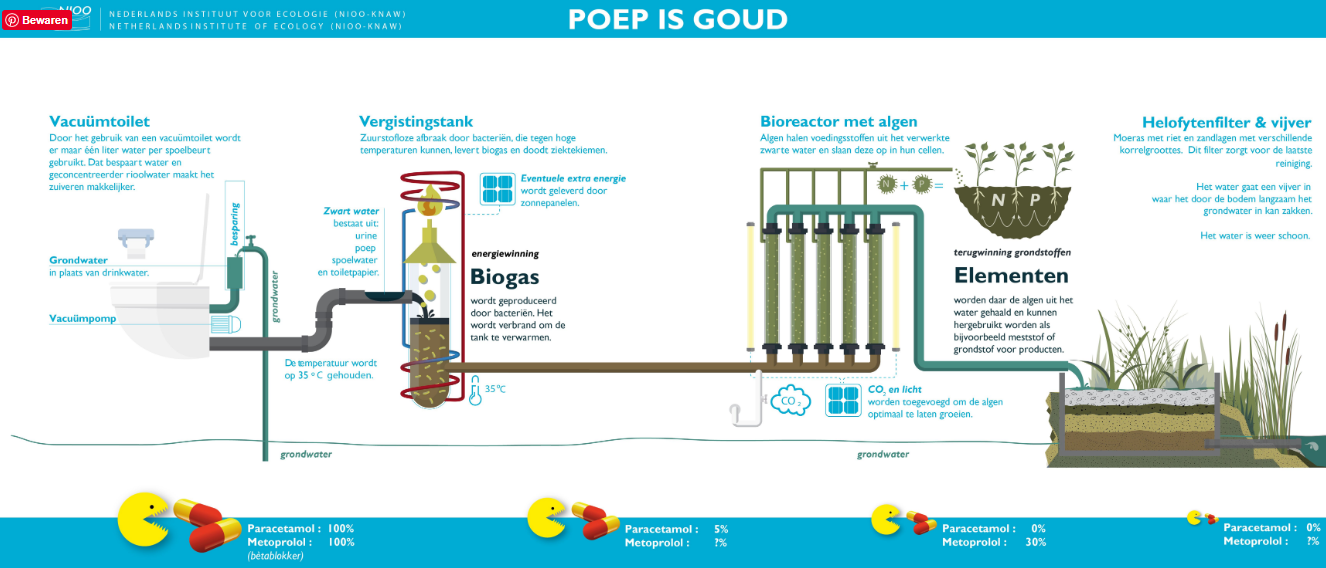 Bewaren
NIOO
NEDERLANDS INSTITUUT VOOR ECOLOGIE (NIOO-KNAW)
NETHERLANDS INSTITUTE OF ECOLOGY (NIOO-KNAW)
POEP IS GOUD
Vacuümtoilet
Door het gebruik van een vacuümtoilet wordt
er maar één liter water per spoelbeurt
gebruikt. Dat bespaart water en
geconcentreerder rioolwater maakt het
zuiveren makkelijker.
besparing
Grondwater
in plaats van drinkwater.
Vacuümpomp
grondwater
Vergistingstank
Zuurstofloze afbraak door bacteriën, die tegen hoge
temperaturen kunnen, levert biogas en doodt ziektekiemen.
Eventuele extra energie
wordt geleverd door
zonnepanelen.
Zwart water
bestaat uit:
urine
poep
spoelwater
en toiletpapier.
energiewinning
Biogas
wordt geproduceerd
door bacteriën. Het
wordt verbrand om de
tank te verwarmen.
De temperatuur wordt
op 35 ° C gehouden.
35 °C
Bioreactor met algen
Algen halen voedingsstoffen uit het verwerkte
zwarte water en slaan deze op in hun cellen.
N + P =
N P
terugwinning grondstoffen
Elementen
worden daar de algen uit het
water gehaald en kunnen
hergebruikt worden als
bijvoorbeeld meststof of
grondstof voor producten.
CO2
CO2 en licht
worden toegevoegd om de algen
optimaal te laten groeien.
Helofytenfilter & vijver
Moeras met riet en zandlagen met verschillende
korrelgroottes. Dit filter zorgt voor de laatste
reiniging.
Het water gaat een vijver in
waar het door de bodem langzaam het
grondwater in kan zakken.
Het water is weer schoon.
grondwater
grondwater
Paracetamol : 100%
Metoprolol : 100%
(bètablokker)
Paracetamol : 5%
Metoprolol : ?%
Paracetamol : 0%
Metoprolol : 30%
Paracetamol : 0%
Metoprolol : ?%